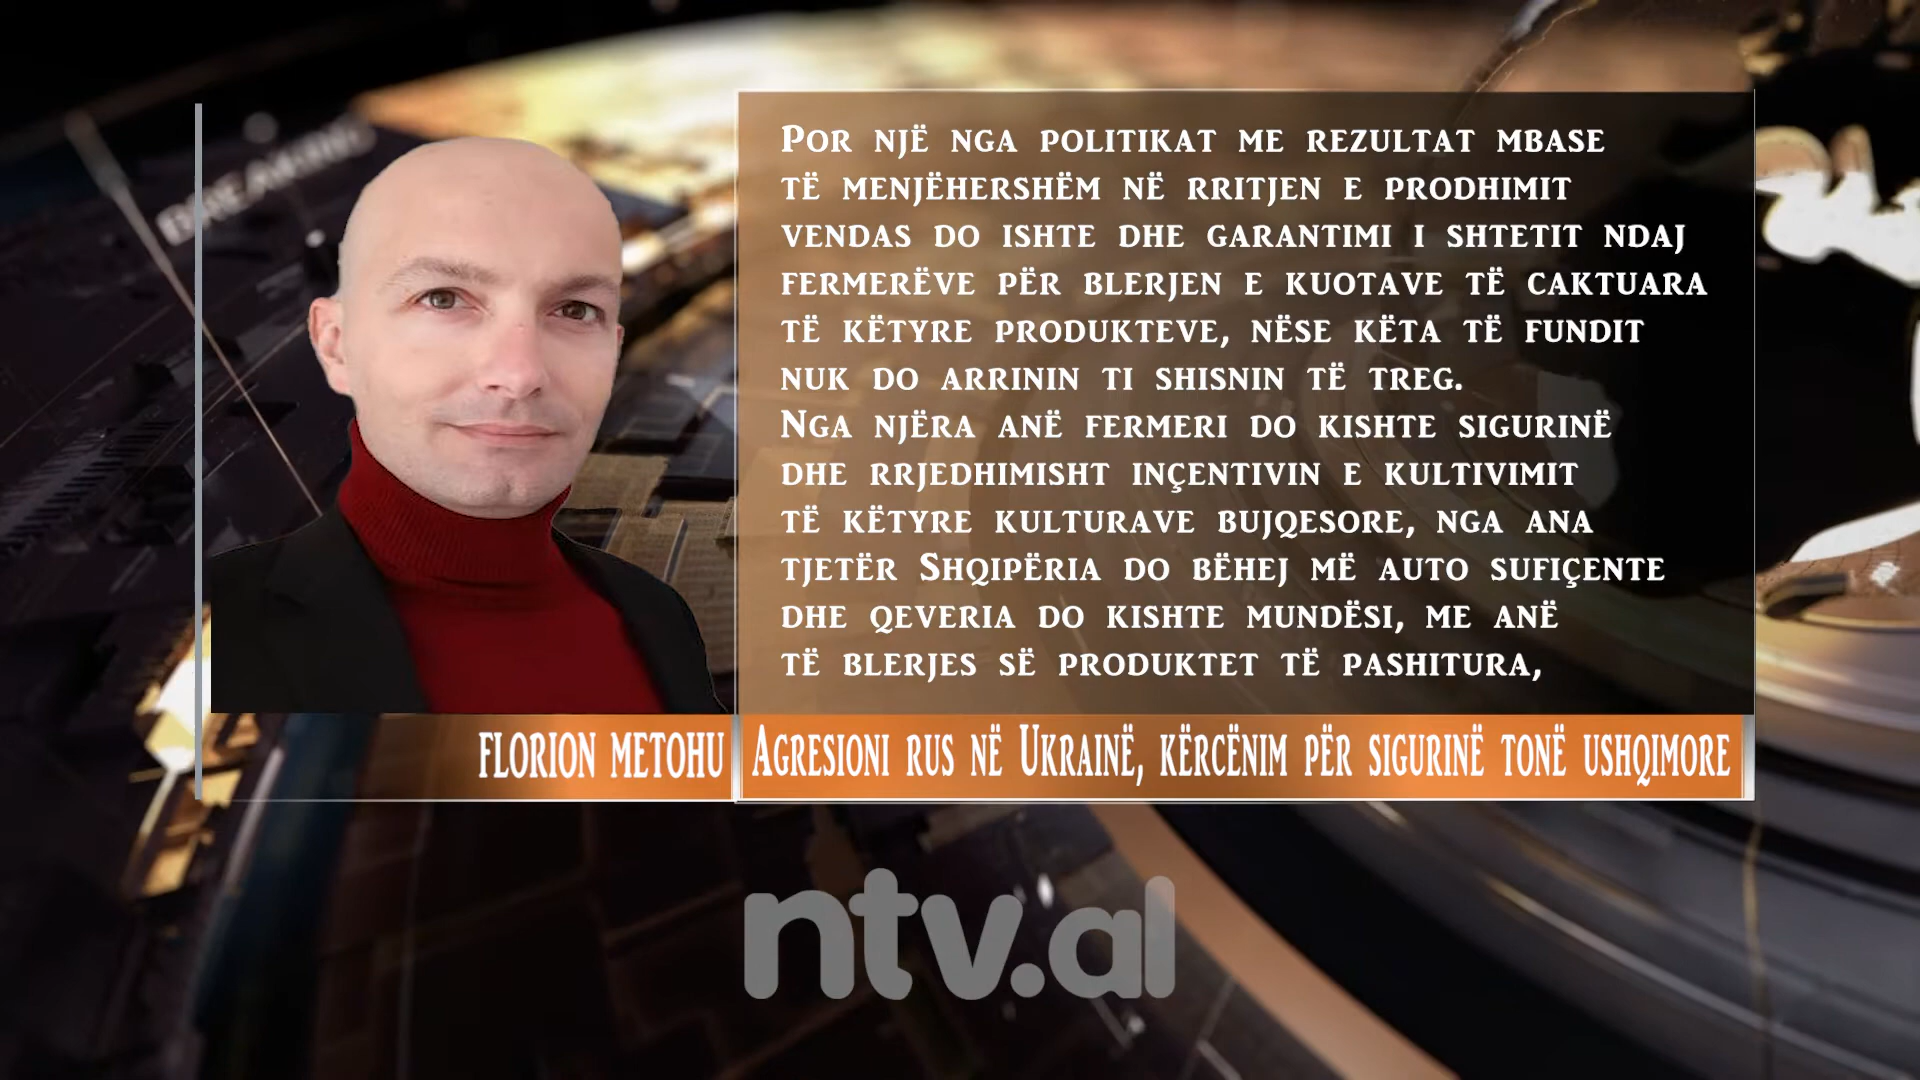 Por një nga politikat me rezultat mbase
të menjëhershëm në rritjen e prodhimit
vendas do ishte dhe garantimi i shtetit ndaj
fermerëve për blerjen e kuotave të caktuara
të këtyre produkteve, nëse këta të fundit
nuk do arrinin ti shisnin të treg.
Nga njëra anë fermeri do kishte sigurinë
dhe rrjedhimisht inçentivin e kultivimit
të këtyre kulturave bujqesore, nga ana
tjetër Shqipëria do bëhej më auto sufiçente
dhe qeveria do kishte mundësi, me anë
të blerjes së produktet të pashitura,
FLORION METOHU
Agresioni rus në Ukrainë, kërcënim për sigurinë tonë ushqimore
ntv.al
BREAKING